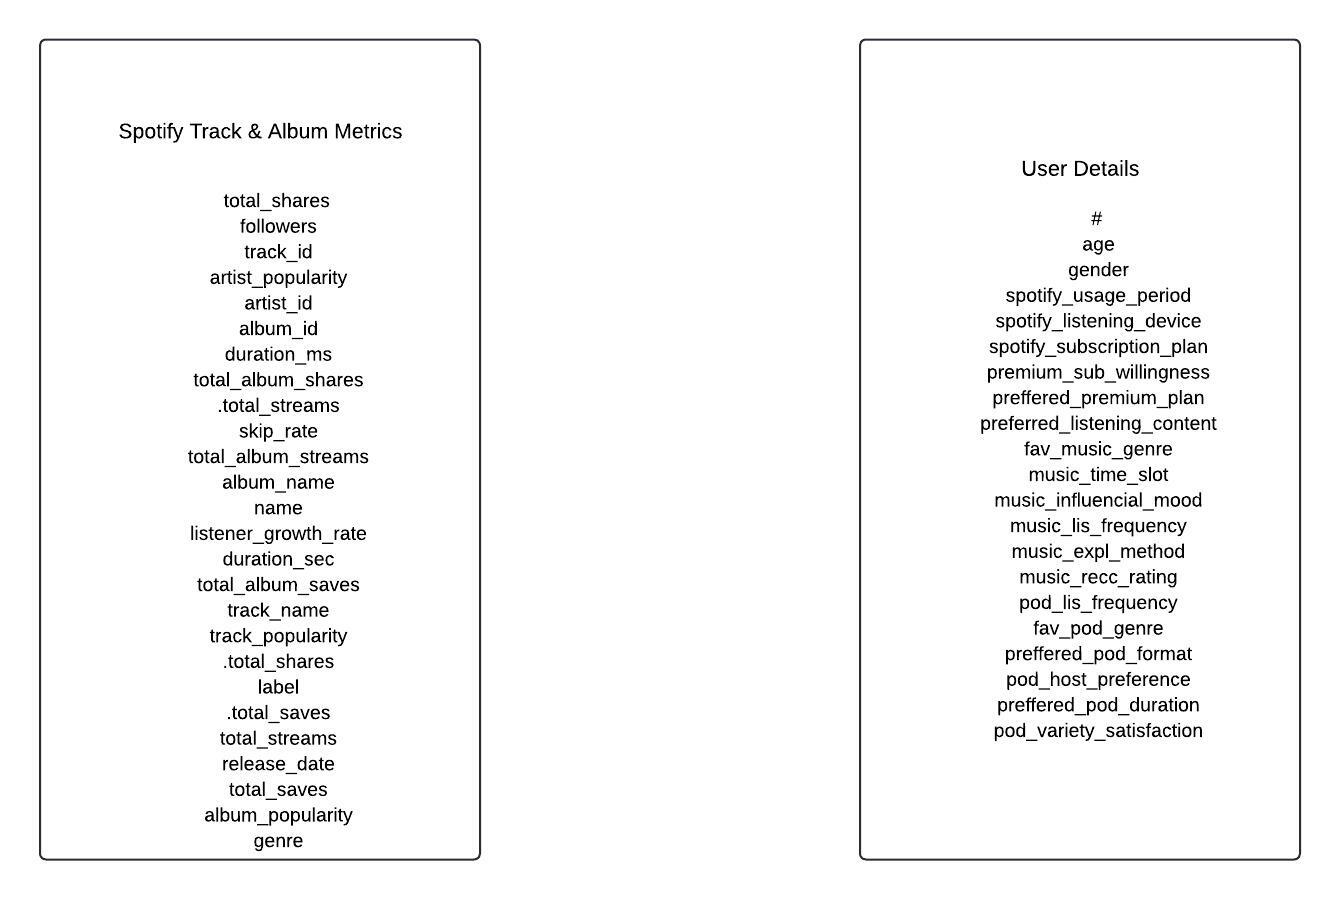 Spotify Track & Album Metrics
total_shares
followers
track_id
artist_popularity
artist_id
album_id
duration_ms
total_album_shares
.total_streams
skip_rate
total_album_streams
album_name
name
listener_growth_rate
duration_sec
total_album_saves
track_name
track_popularity
.total_shares
label
.total_saves
total_streams
release_date
total_saves
album_popularity
genre
User Details
#
age
gender
spotify_usage_period
spotify_listening_device
spotify_subscription_plan
premium_sub_willingness
preffered_premium_plan
preferred_listening_content
fav_music_genre
music_time_slot
music_influencial_mood
music_lis_frequency
music_expl_method
music_recc_rating
pod_lis_frequency
fav_pod_genre
preffered_pod_format
pod_host_preference
preffered_pod_duration
pod_variety_satisfaction